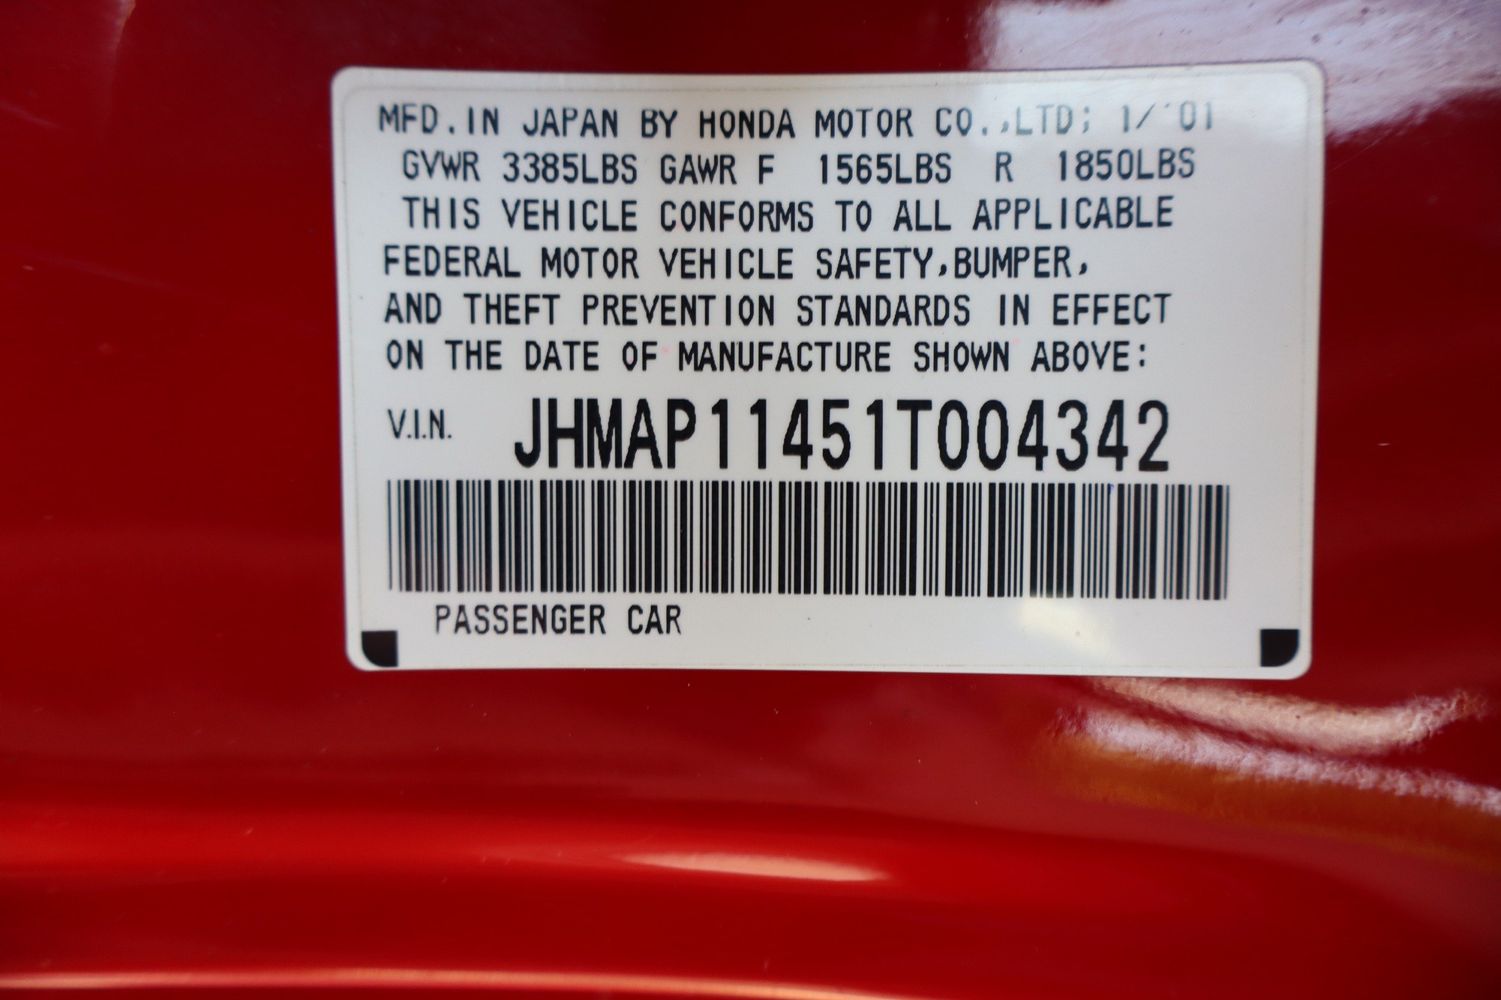 MFD. IN JAPAN BY HONDA MOTOR CO.,LTD; 1/'01
GVWR 3385LBS GAWR F 1565LBS R 1850LBS
THIS VEHICLE CONFORMS TO ALL APPLICABLE
FEDERAL MOTOR VEHICLE SAFETY,BUMPER,
AND THEFT PREVENTION STANDARDS IN EFFECT
ON THE DATE OF MANUFACTURE SHOWN ABOVE:
V.I.N. JHMAP11451T004342
PASSENGER CAR